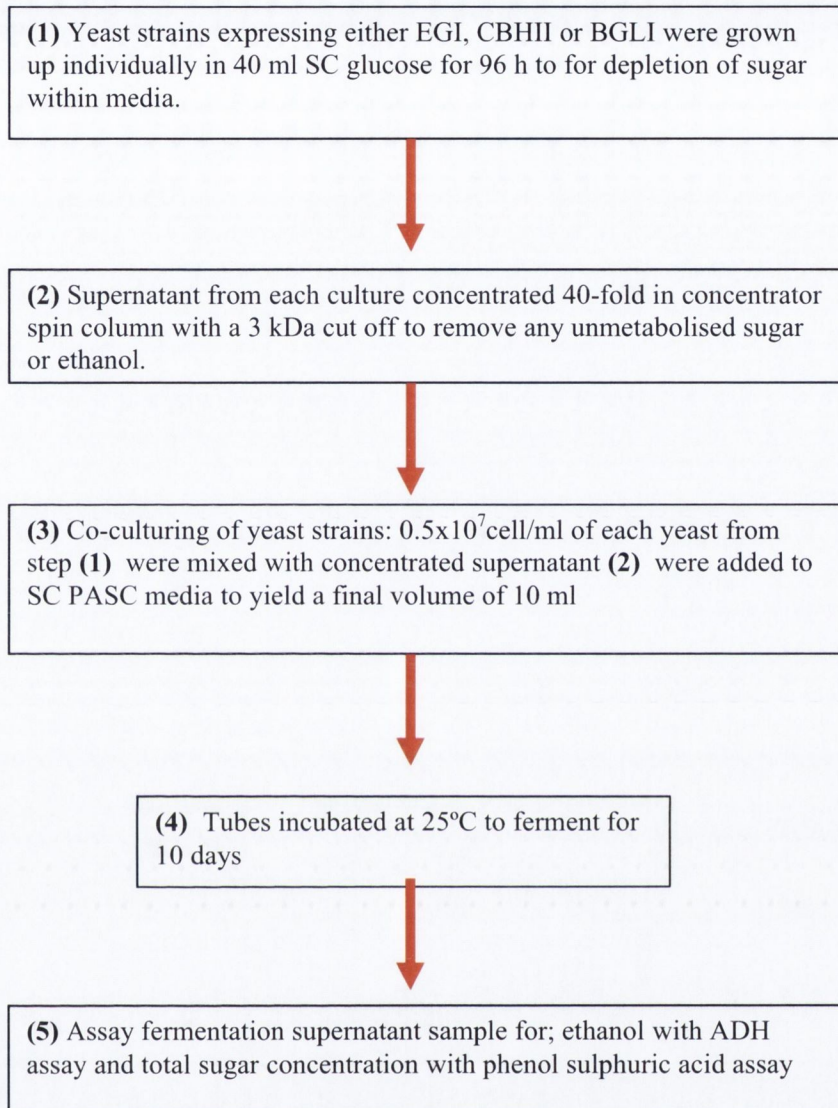 (1) Yeast strains expressing either EGI, CBHII or BGLI were grown
up individually in 40 ml SC glucose for 96 h to for depletion of sugar
within media.
(2) Supernatant from each culture concentrated 40-fold in concentrator
spin column with a 3 kDa cut off to remove any unmetabolised sugar
or ethanol.
(3) Co-culturing of yeast strains: 0.5x10⁷cell/ml of each yeast from
step (1) were mixed with concentrated supernatant (2) were added to
SC PASC media to yield a final volume of 10 ml
(4) Tubes incubated at 25ºC to ferment for
10 days
(5) Assay fermentation supernatant sample for; ethanol with ADH
assay and total sugar concentration with phenol sulphuric acid assay